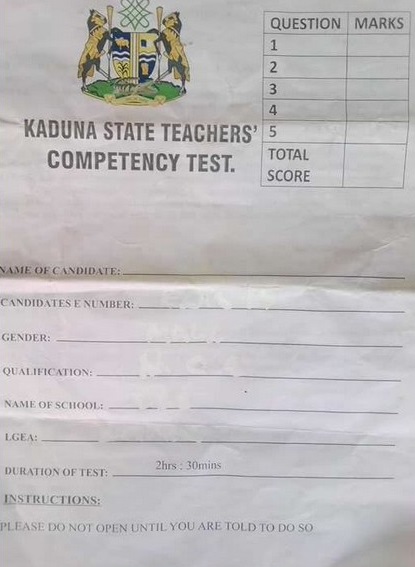 QUESTION MARKS
1
2
3
4
5
TOTAL
SCORE
KADUNA STATE TEACHERS'
COMPETENCY TEST.
NAME OF CANDIDATE:
CANDIDATES E NUMBER:
GENDER:
QUALIFICATION:
NAME OF SCHOOL:
LGEA:
DURATION OF TEST: 2hrs : 30mins
INSTRUCTIONS:
PLEASE DO NOT OPEN UNTIL YOU ARE TOLD TO DO SO